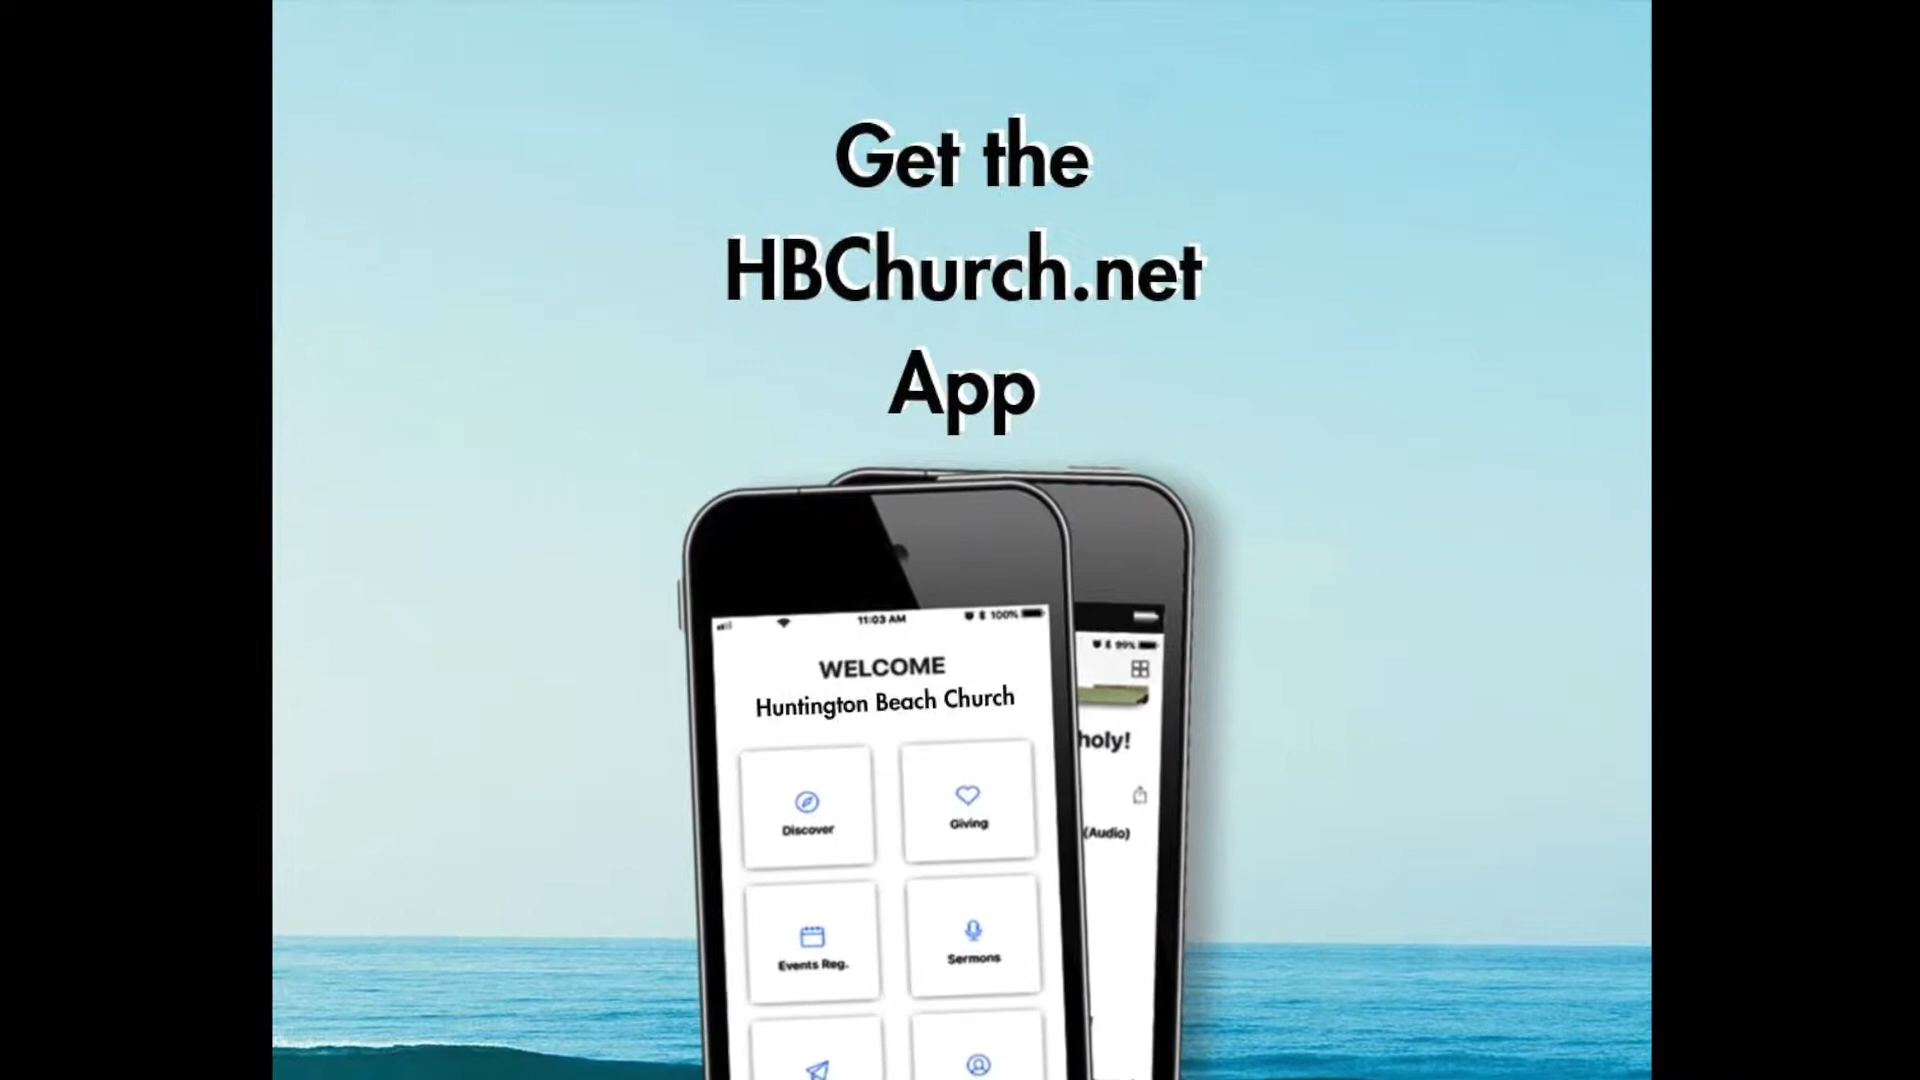 Get the
HBChurch.net
App
11:03 AM
100%
WELCOME
Huntington Beach Church
Discover
Giving
Events Reg.
Sermons
99%
holy!
(Audio)